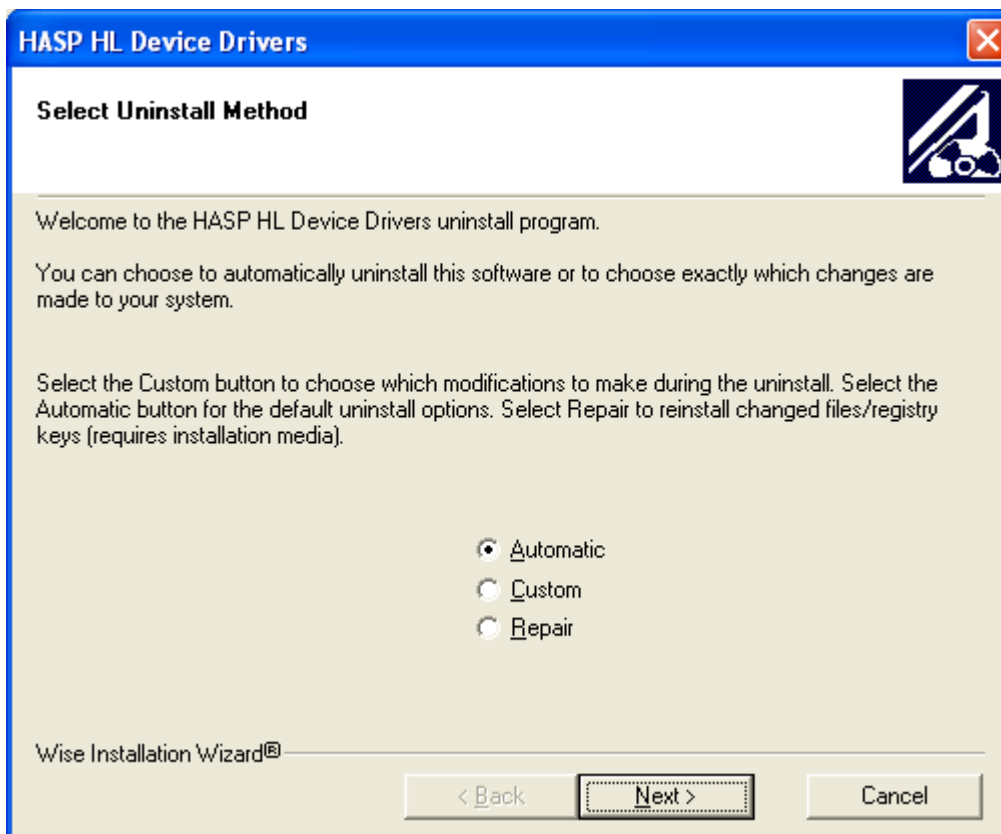 HASP HL Device Drivers
Select Uninstall Method
Welcome to the HASP HL Device Drivers uninstall program.
You can choose to automatically uninstall this software or to choose exactly which changes are
made to your system.
Select the Custom button to choose which modifications to make during the uninstall. Select the
Automatic button for the default uninstall options. Select Repair to reinstall changed files/registry
keys (requires installation media).
Automatic
Custom
Repair
Wise Installation Wizard®
< Back Next > Cancel